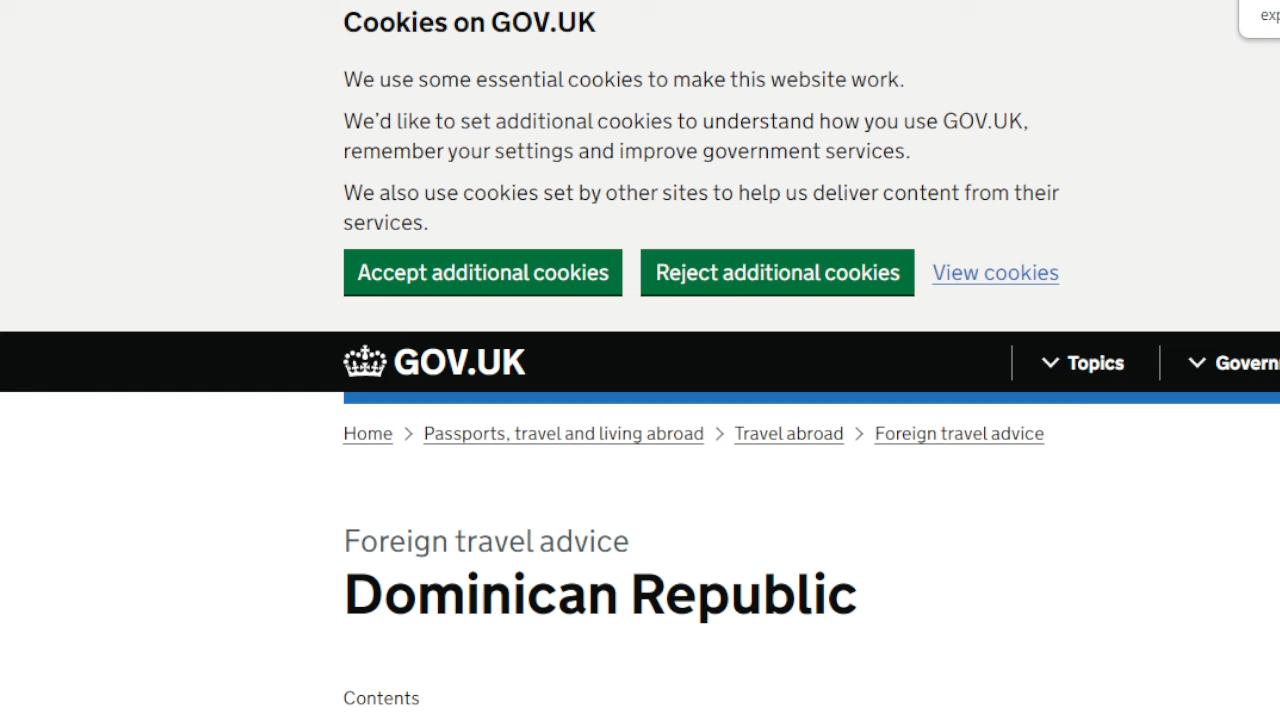 Cookies on GOV.UK
exp
We use some essential cookies to make this website work.
We'd like to set additional cookies to understand how you use GOV.UK,
remember your settings and improve government services.
We also use cookies set by other sites to help us deliver content from their
services.
Accept additional cookies Reject additional cookies View cookies
GOV.UK Topics Govern
Home > Passports, travel and living abroad > Travel abroad > Foreign travel advice
Foreign travel advice
Dominican Republic
Contents